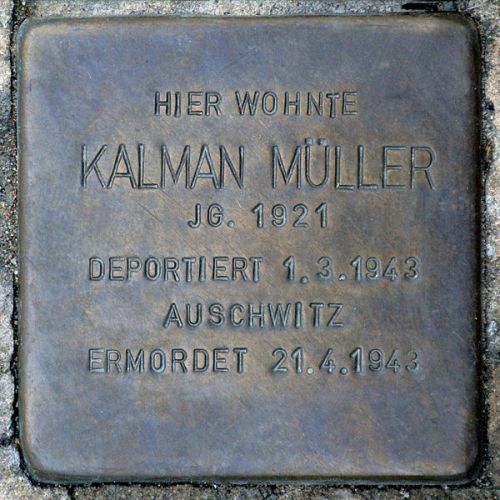 HIER WOHNTE
KALMAN MÜLLER
JG. 1921
DEPORTIERT 1.3.1943
AUSCHWITZ
ERMORDET 21.4.1943